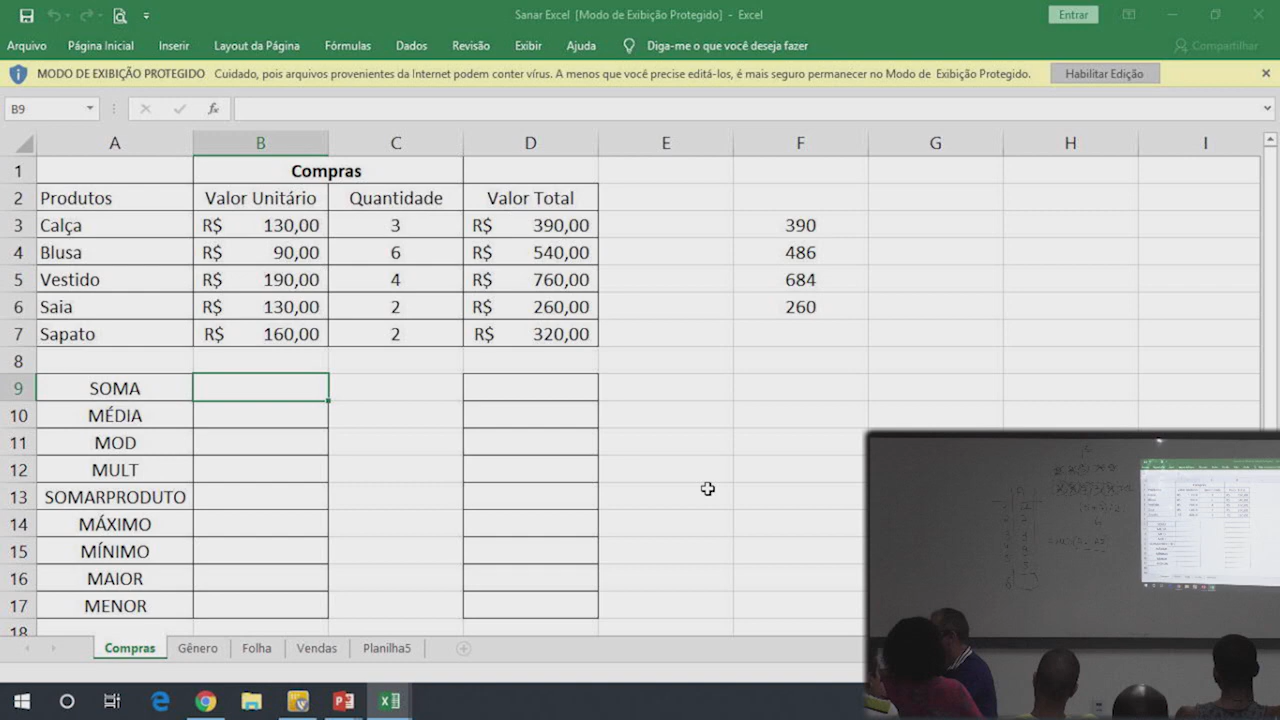 Sanar Excel [Modo de Exibição Protegido] - Excel
Entrar
Arquivo Página Inicial Inserir Layout da Página Fórmulas Dados Revisão Exibir Ajuda Diga-me o que você deseja fazer Compartilhar
MODO DE EXIBIÇÃO PROTEGIDO Cuidado, pois arquivos provenientes da Internet podem conter vírus. A menos que você precise editá-los, é mais seguro permanecer no Modo de Exibição Protegido. Habilitar Edição
B9 fx
A B C D E F G H I
1 Compras
2 Produtos Valor Unitário Quantidade Valor Total
3 Calça R$ 130,00 3 R$ 390,00 390
4 Blusa R$ 90,00 6 R$ 540,00 486
5 Vestido R$ 190,00 4 R$ 760,00 684
6 Saia R$ 130,00 2 R$ 260,00 260
7 Sapato R$ 160,00 2 R$ 320,00
8
9 SOMA
10 MÉDIA
11 MOD
12 MULT
13 SOMARPRODUTO
14 MÁXIMO
15 MÍNIMO
16 MAIOR
17 MENOR
18
Compras Gênero Folha Vendas Planilha5